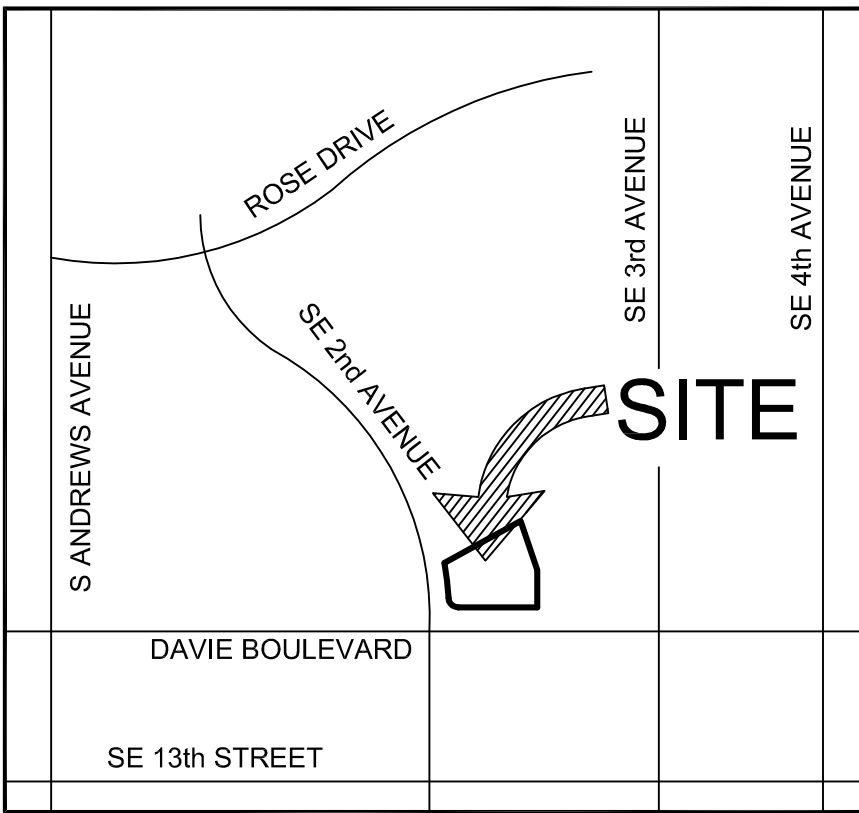 ROSE DRIVE
SE 3rd AVENUE
SE 4th AVENUE
S ANDREWS AVENUE
SE 2nd AVENUE
SITE
DAVIE BOULEVARD
SE 13th STREET